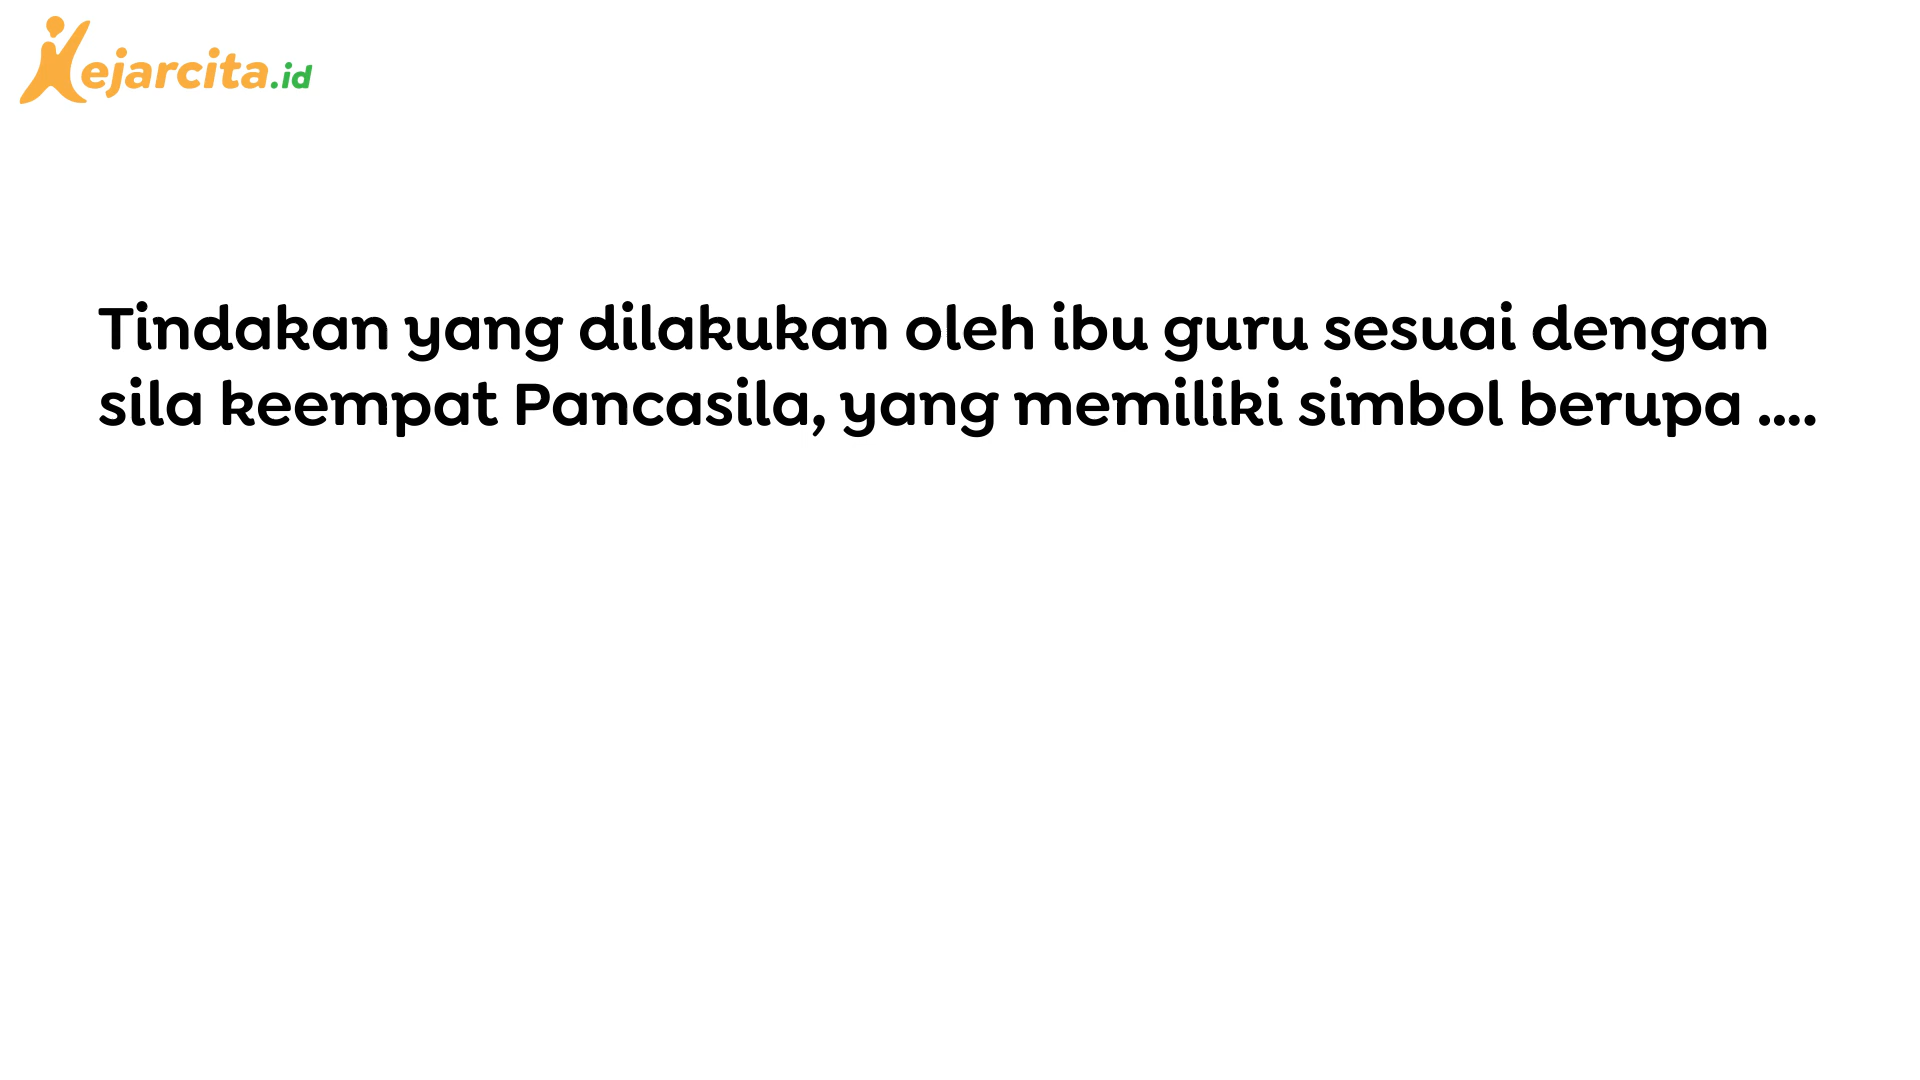 Kejarcita.id
Tindakan yang dilakukan oleh ibu guru sesuai dengan
sila keempat Pancasila, yang memiliki simbol berupa ....